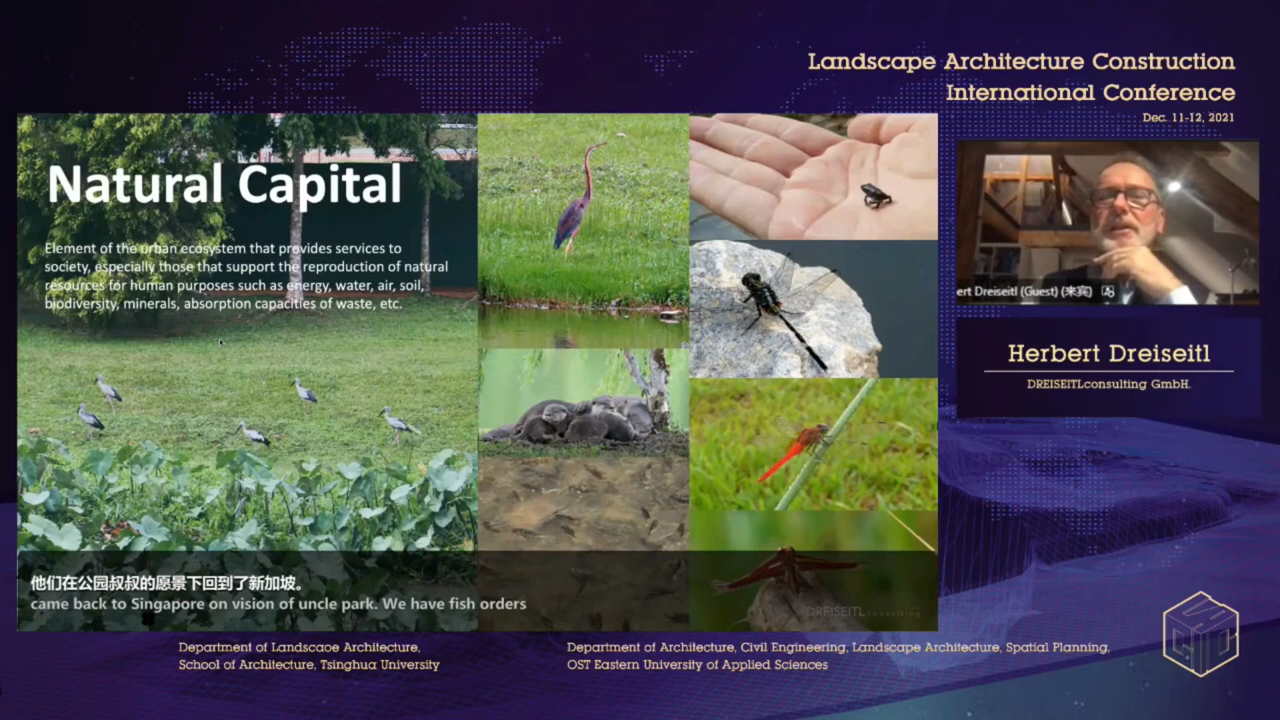 Landscape Architecture Construction
International Conference
Dec. 11-12, 2021
Natural Capital
Element of the urban ecosystem that provides services to
society, especially those that support the reproduction of natural
resources for human purposes such as energy, water, air, soil,
biodiversity, minerals, absorption capacities of waste, etc.
ert Dreiseitl (Guest) (来宾)
Herbert Dreiseitl
DREISEITLconsulting GmbH.
DREISEITLconsulting
他们在公园叔叔的愿景下回到了新加坡。
came back to Singapore on vision of uncle park. We have fish orders
Department of Landscape Architecture,
School of Architecture, Tsinghua University
Department of Architecture, Civil Engineering, Landscape Architecture, Spatial Planning,
OST Eastern University of Applied Sciences